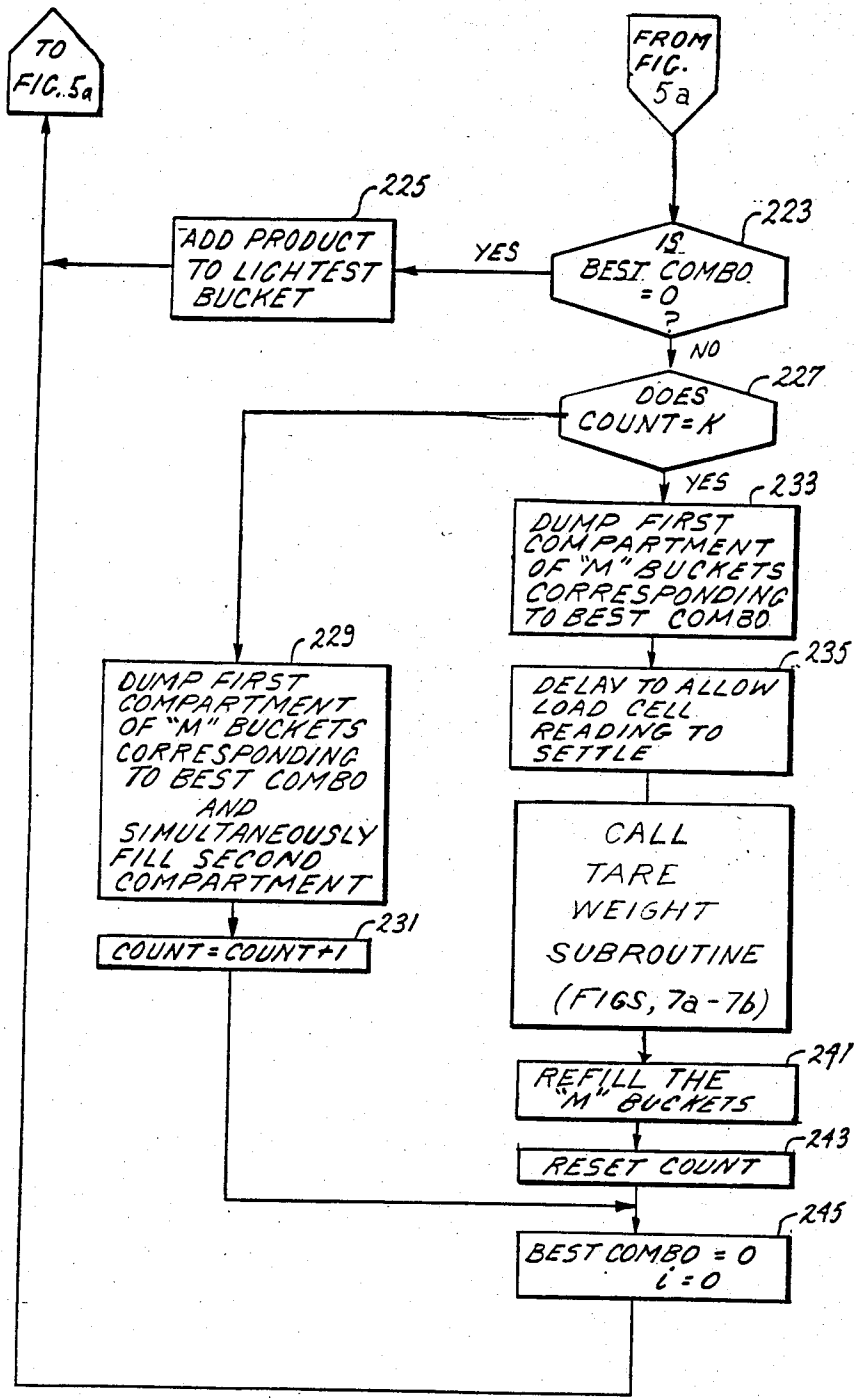 TO
FIG. 5a
FROM
FIG.
5a
223
IS
BEST COMBO
= 0
?
YES
225
ADD PRODUCT
TO LIGHTEST
BUCKET
NO
227
DOES
COUNT = K
YES
233
DUMP FIRST
COMPARTMENT
OF "M" BUCKETS
CORRESPONDING
TO BEST COMBO
229
DUMP FIRST
COMPARTMENT
OF "M" BUCKETS
CORRESPONDING
TO BEST COMBO
AND
SIMULTANEOUSLY
FILL SECOND
COMPARTMENT
235
DELAY TO ALLOW
LOAD CELL
READING TO
SETTLE
CALL
TARE
WEIGHT
SUBROUTINE
(FIGS, 7a-7b)
231
COUNT = COUNT+1
241
REFILL THE
"M" BUCKETS
243
RESET COUNT
245
BEST COMBO = 0
i = 0